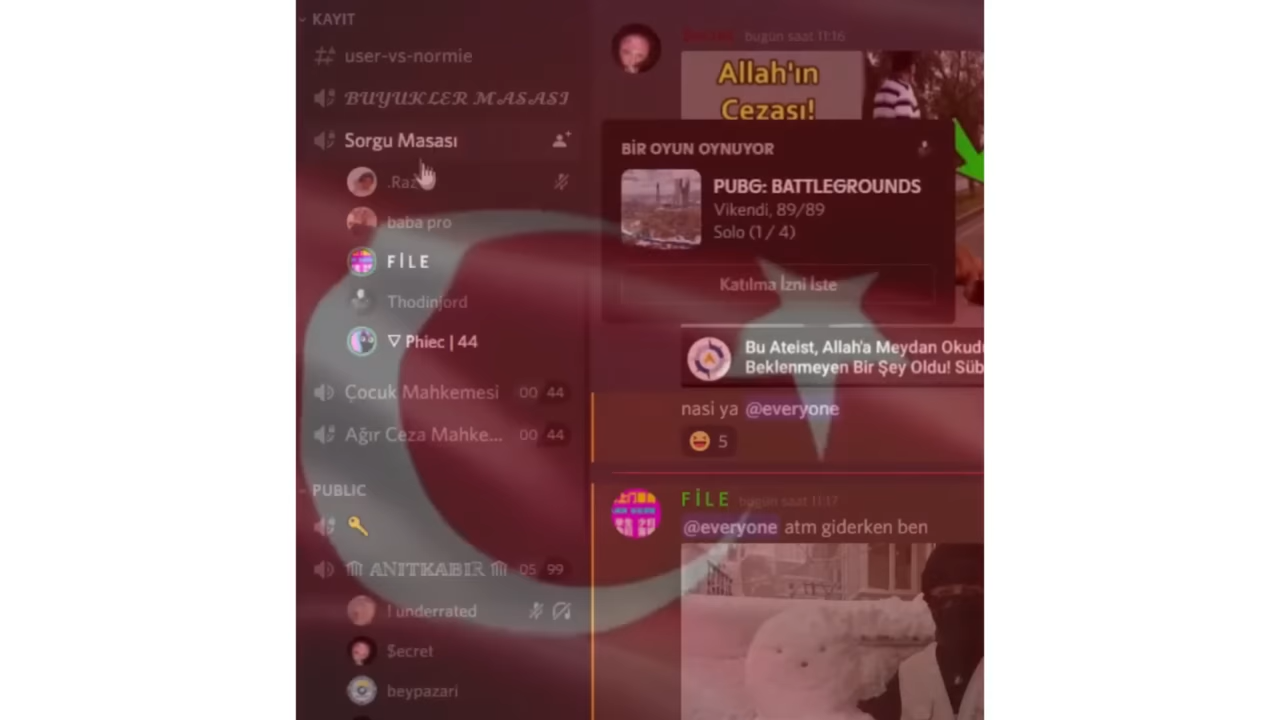 KAYIT
user-vs-normie
BUYUKLER MASASI
Sorgu Masası
.Raz
baba pro
FİLE
Thodinjord
▽ Phiec | 44
Çocuk Mahkemesi 00 44
Ağır Ceza Mahke... 00 44
PUBLIC
ANITKABIR 05 99
! underrated
$ecret
beypazari
bugün saat 11:16
Allah'ın
Cezası!
BİR OYUN OYNUYOR
PUBG: BATTLEGROUNDS
Vikendi, 89/89
Solo (1 / 4)
Katılma İzni İste
Bu Ateist, Allah'a Meydan Okudu
Beklenmeyen Bir Şey Oldu! Süb
nasi ya @everyone
5
FİLE bugün saat 11:17
@everyone atm giderken ben